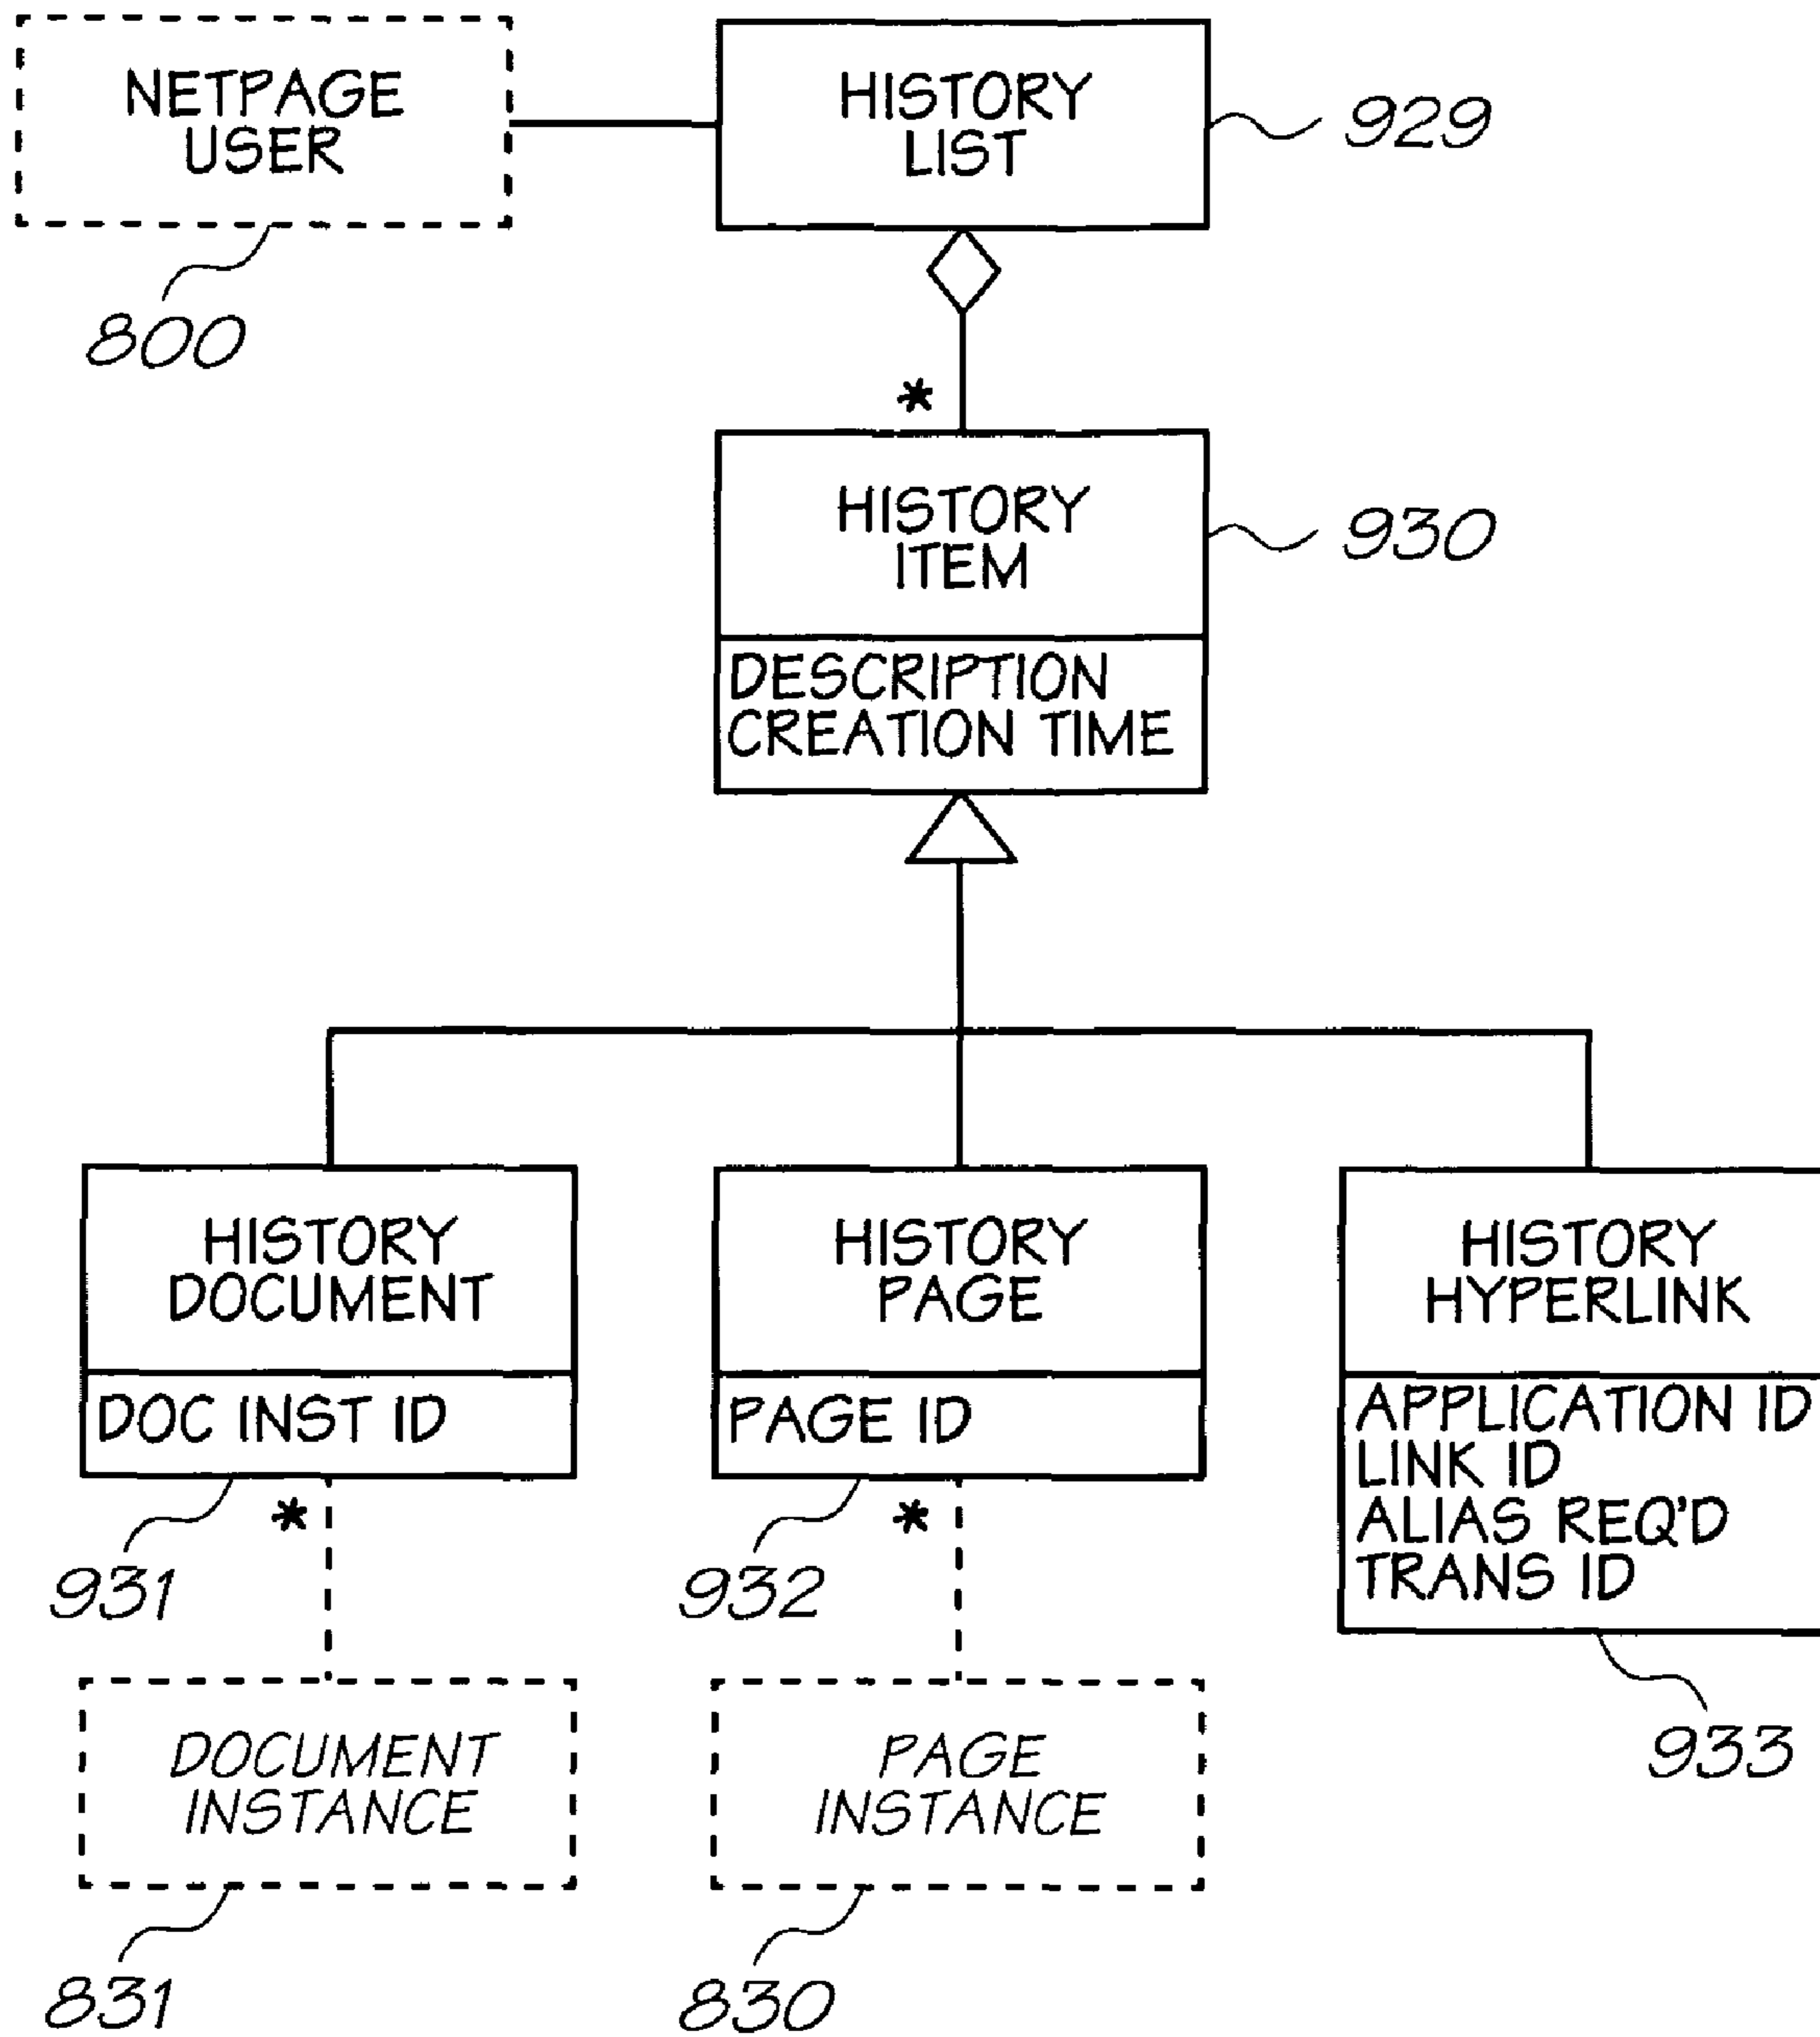 NETPAGE
USER
800
HISTORY
LIST
929
*
HISTORY
ITEM
930
DESCRIPTION
CREATION TIME
HISTORY
DOCUMENT
DOC INST ID
931
*
HISTORY
PAGE
PAGE ID
932
*
HISTORY
HYPERLINK
APPLICATION ID
LINK ID
ALIAS REQ'D
TRANS ID
933
DOCUMENT
INSTANCE
831
PAGE
INSTANCE
830